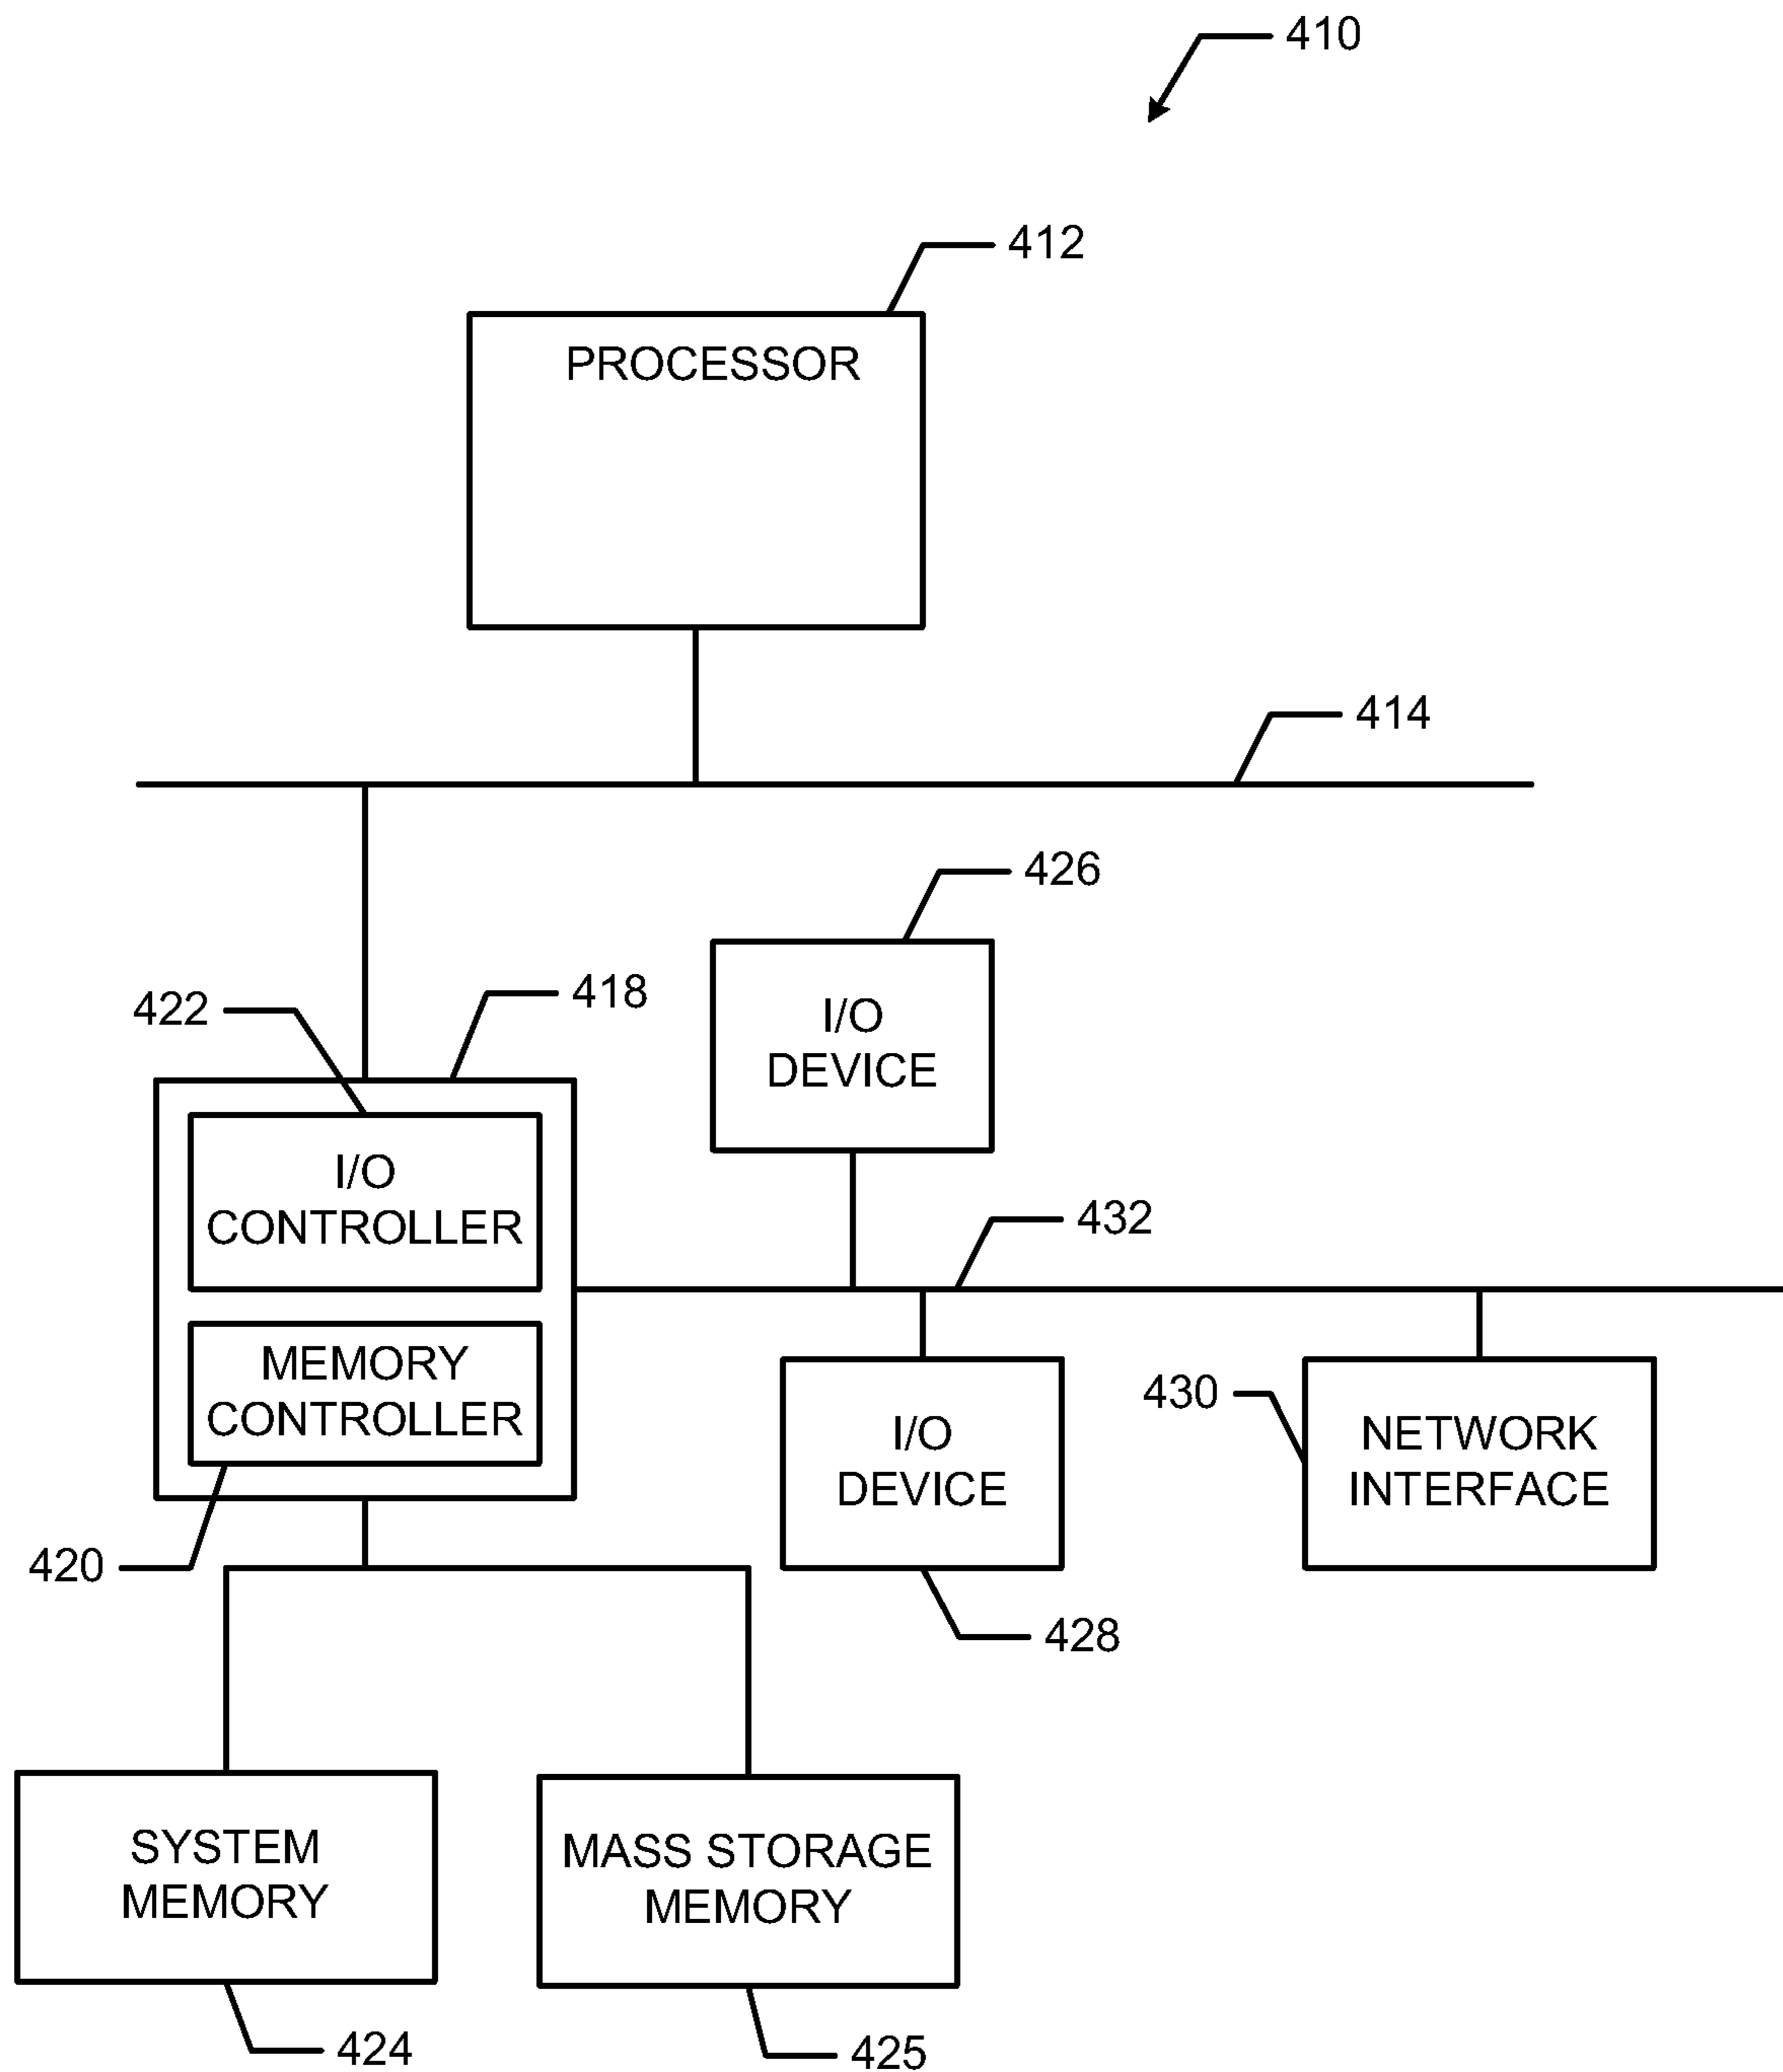 410
412
PROCESSOR
414
426
422
418
I/O
DEVICE
I/O
CONTROLLER
432
MEMORY
CONTROLLER
430
I/O
DEVICE
NETWORK
INTERFACE
420
428
SYSTEM
MEMORY
MASS STORAGE
MEMORY
424
425